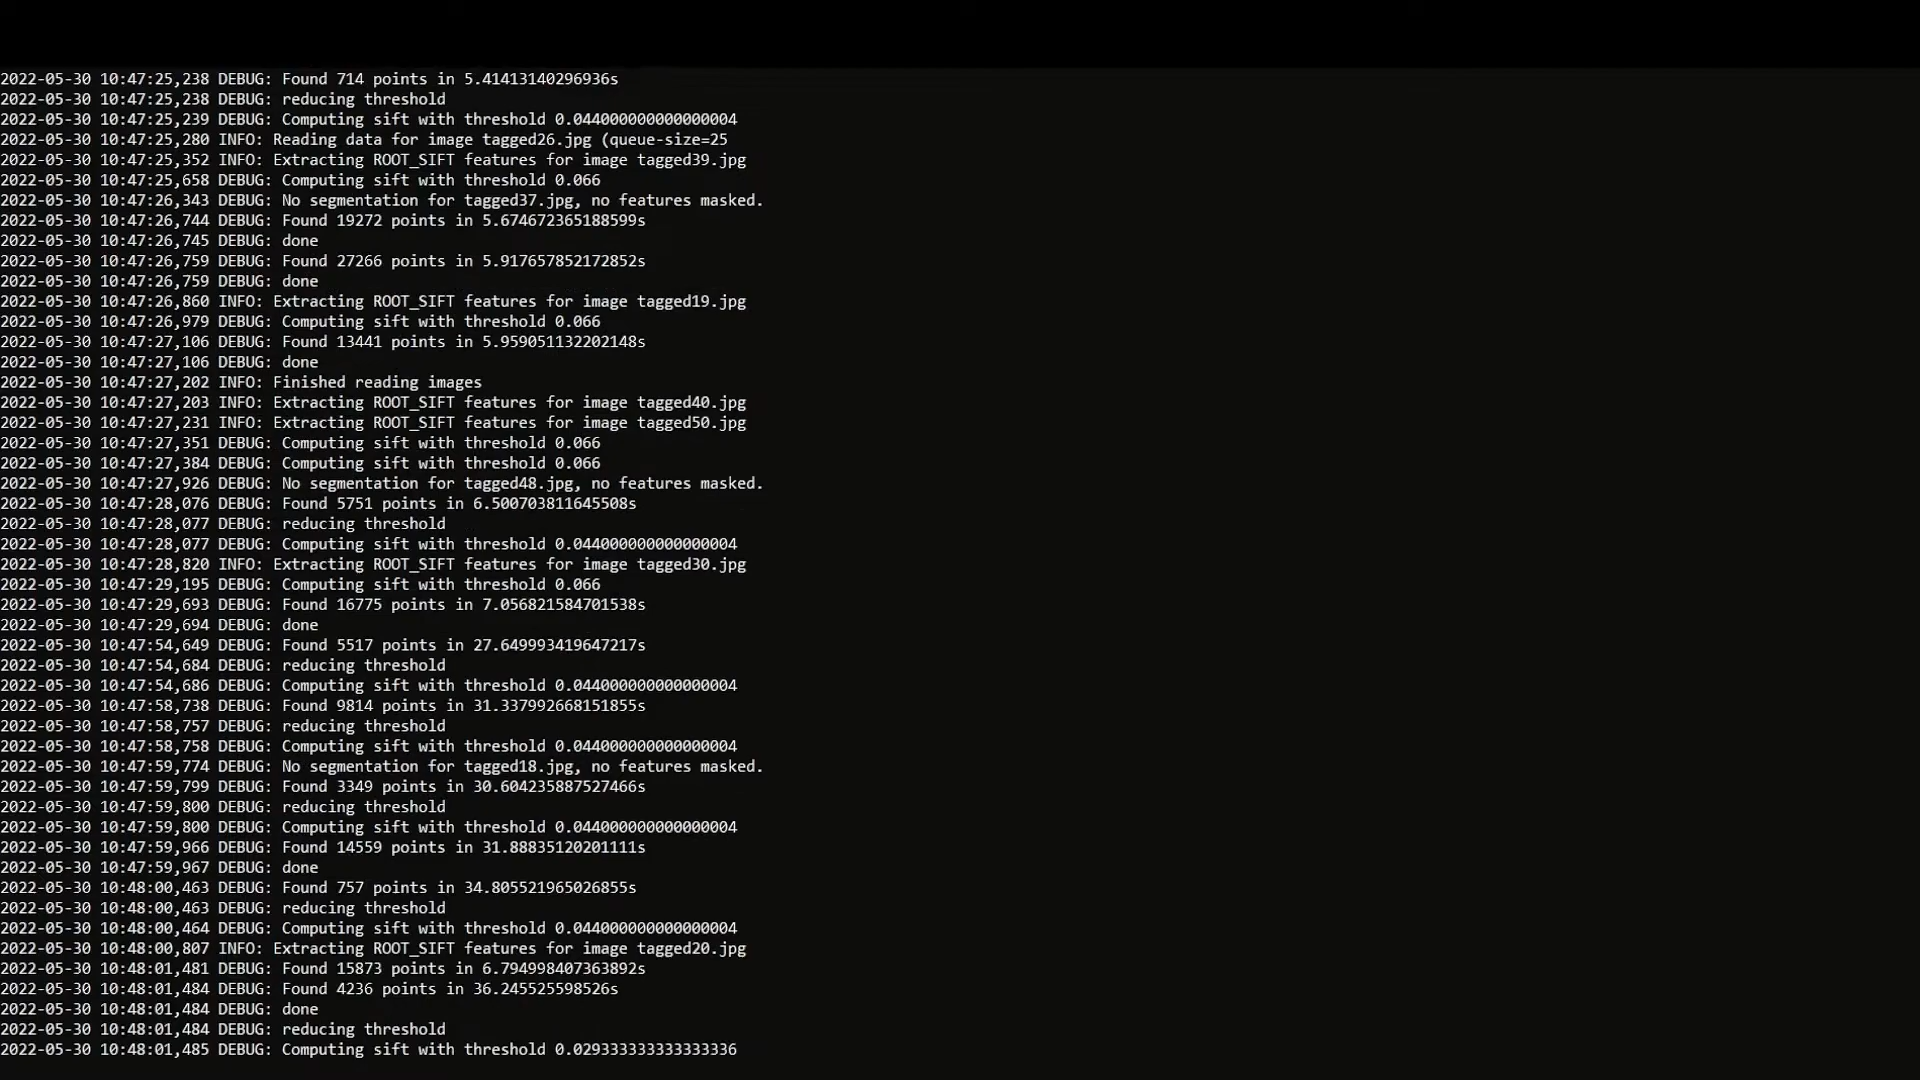 2022-05-30 10:47:25,238 DEBUG: Found 714 points in 5.41413140296936s
2022-05-30 10:47:25,238 DEBUG: reducing threshold
2022-05-30 10:47:25,239 DEBUG: Computing sift with threshold 0.044000000000000004
2022-05-30 10:47:25,280 INFO: Reading data for image tagged26.jpg (queue-size=25
2022-05-30 10:47:25,352 INFO: Extracting ROOT_SIFT features for image tagged39.jpg
2022-05-30 10:47:25,658 DEBUG: Computing sift with threshold 0.066
2022-05-30 10:47:26,343 DEBUG: No segmentation for tagged37.jpg, no features masked.
2022-05-30 10:47:26,744 DEBUG: Found 19272 points in 5.674672365188599s
2022-05-30 10:47:26,745 DEBUG: done
2022-05-30 10:47:26,759 DEBUG: Found 27266 points in 5.917657852172852s
2022-05-30 10:47:26,759 DEBUG: done
2022-05-30 10:47:26,860 INFO: Extracting ROOT_SIFT features for image tagged19.jpg
2022-05-30 10:47:26,979 DEBUG: Computing sift with threshold 0.066
2022-05-30 10:47:27,106 DEBUG: Found 13441 points in 5.959051132202148s
2022-05-30 10:47:27,106 DEBUG: done
2022-05-30 10:47:27,202 INFO: Finished reading images
2022-05-30 10:47:27,203 INFO: Extracting ROOT_SIFT features for image tagged40.jpg
2022-05-30 10:47:27,231 INFO: Extracting ROOT_SIFT features for image tagged50.jpg
2022-05-30 10:47:27,351 DEBUG: Computing sift with threshold 0.066
2022-05-30 10:47:27,384 DEBUG: Computing sift with threshold 0.066
2022-05-30 10:47:27,926 DEBUG: No segmentation for tagged48.jpg, no features masked.
2022-05-30 10:47:28,076 DEBUG: Found 5751 points in 6.500703811645508s
2022-05-30 10:47:28,077 DEBUG: reducing threshold
2022-05-30 10:47:28,077 DEBUG: Computing sift with threshold 0.044000000000000004
2022-05-30 10:47:28,820 INFO: Extracting ROOT_SIFT features for image tagged30.jpg
2022-05-30 10:47:29,195 DEBUG: Computing sift with threshold 0.066
2022-05-30 10:47:29,693 DEBUG: Found 16775 points in 7.056821584701538s
2022-05-30 10:47:29,694 DEBUG: done
2022-05-30 10:47:54,649 DEBUG: Found 5517 points in 27.649993419647217s
2022-05-30 10:47:54,684 DEBUG: reducing threshold
2022-05-30 10:47:54,686 DEBUG: Computing sift with threshold 0.044000000000000004
2022-05-30 10:47:58,738 DEBUG: Found 9814 points in 31.337992668151855s
2022-05-30 10:47:58,757 DEBUG: reducing threshold
2022-05-30 10:47:58,758 DEBUG: Computing sift with threshold 0.044000000000000004
2022-05-30 10:47:59,774 DEBUG: No segmentation for tagged18.jpg, no features masked.
2022-05-30 10:47:59,799 DEBUG: Found 3349 points in 30.604235887527466s
2022-05-30 10:47:59,800 DEBUG: reducing threshold
2022-05-30 10:47:59,800 DEBUG: Computing sift with threshold 0.044000000000000004
2022-05-30 10:47:59,966 DEBUG: Found 14559 points in 31.88835120201111s
2022-05-30 10:47:59,967 DEBUG: done
2022-05-30 10:48:00,463 DEBUG: Found 757 points in 34.805521965026855s
2022-05-30 10:48:00,463 DEBUG: reducing threshold
2022-05-30 10:48:00,464 DEBUG: Computing sift with threshold 0.044000000000000004
2022-05-30 10:48:00,807 INFO: Extracting ROOT_SIFT features for image tagged20.jpg
2022-05-30 10:48:01,481 DEBUG: Found 15873 points in 6.794998407363892s
2022-05-30 10:48:01,484 DEBUG: Found 4236 points in 36.245525598526s
2022-05-30 10:48:01,484 DEBUG: done
2022-05-30 10:48:01,484 DEBUG: reducing threshold
2022-05-30 10:48:01,485 DEBUG: Computing sift with threshold 0.029333333333333336